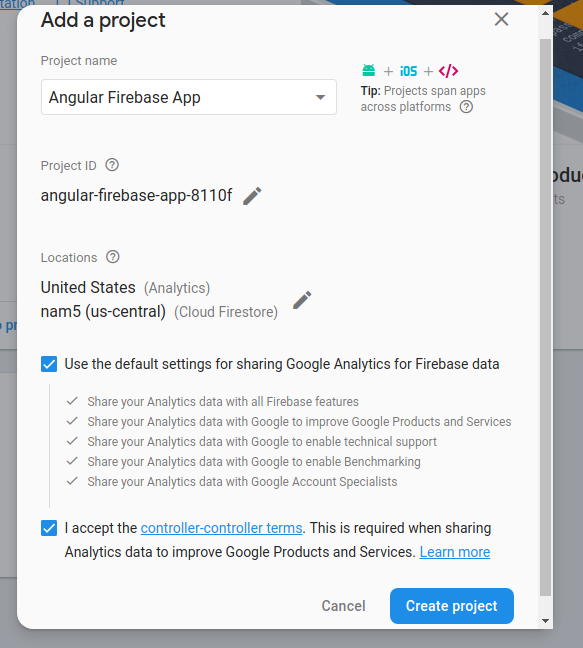 Support
Add a project
Project name
Angular Firebase App
+ iOS + </>
Tip: Projects span apps
across platforms
Project ID
angular-firebase-app-8110f
Locations
United States (Analytics)
nam5 (us-central) (Cloud Firestore)
Use the default settings for sharing Google Analytics for Firebase data
Share your Analytics data with all Firebase features
Share your Analytics data with Google to improve Google Products and Services
Share your Analytics data with Google to enable technical support
Share your Analytics data with Google to enable Benchmarking
Share your Analytics data with Google Account Specialists
I accept the controller-controller terms. This is required when sharing
Analytics data to improve Google Products and Services. Learn more
Cancel Create project